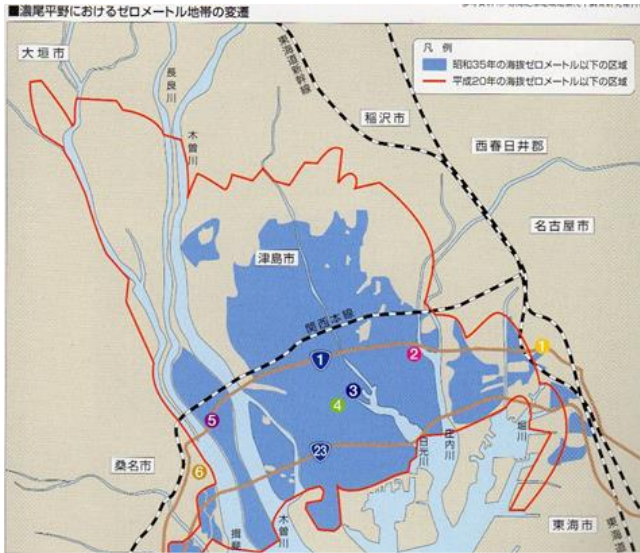 ■濃尾平野におけるゼロメートル地帯の変遷
大垣市
長良川
木曽川
東海道新幹線
凡 例
昭和35年の海抜ゼロメートル以下の区域
平成20年の海抜ゼロメートル以下の区域
稲沢市
西春日井郡
名古屋市
津島市
関西本線
1
2
1
3
4
5
23
6
桑名市
日光川
庄内川
堀川
揖斐
木曽川
東海市
東海道